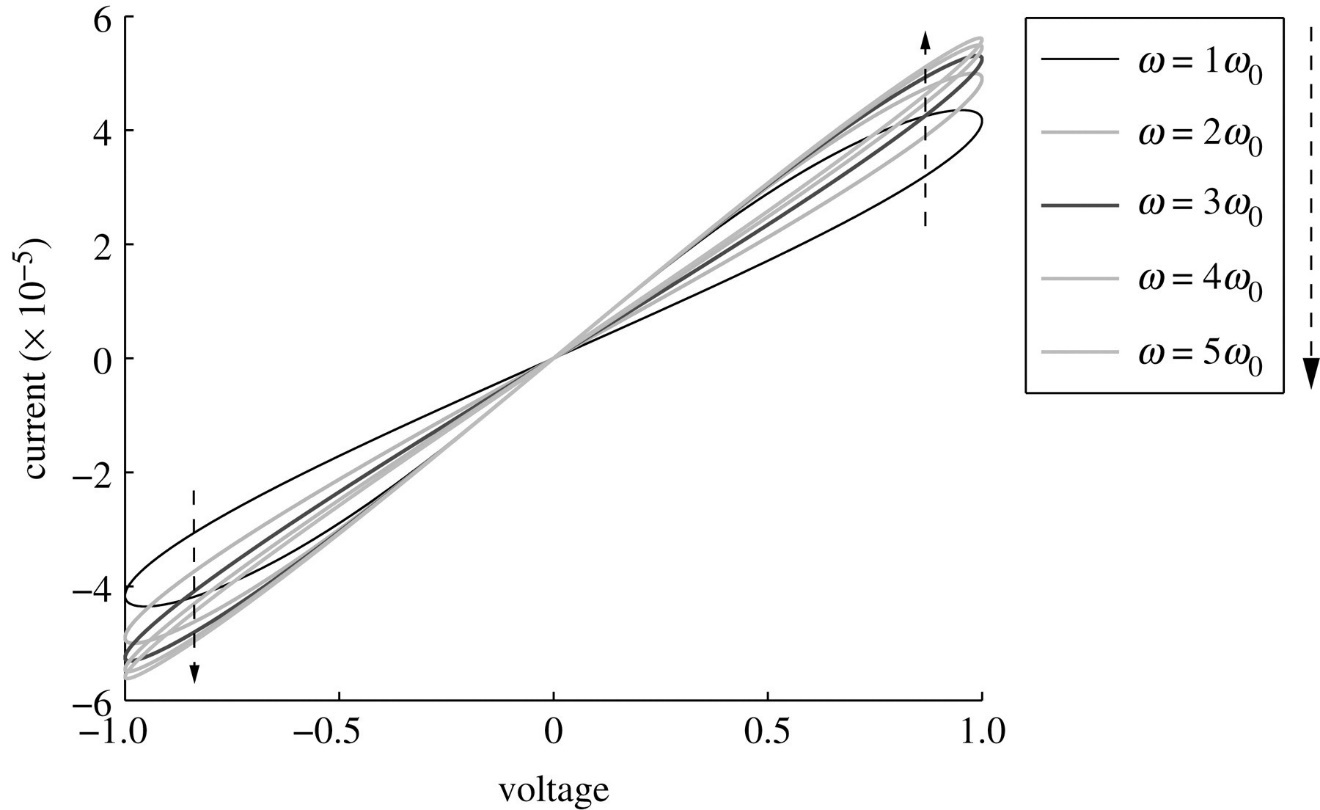 6
4
2
0
−2
−4
−6
current (× 10⁻⁵)
−1.0
−0.5
0
0.5
1.0
voltage
ω = 1ω₀
ω = 2ω₀
ω = 3ω₀
ω = 4ω₀
ω = 5ω₀